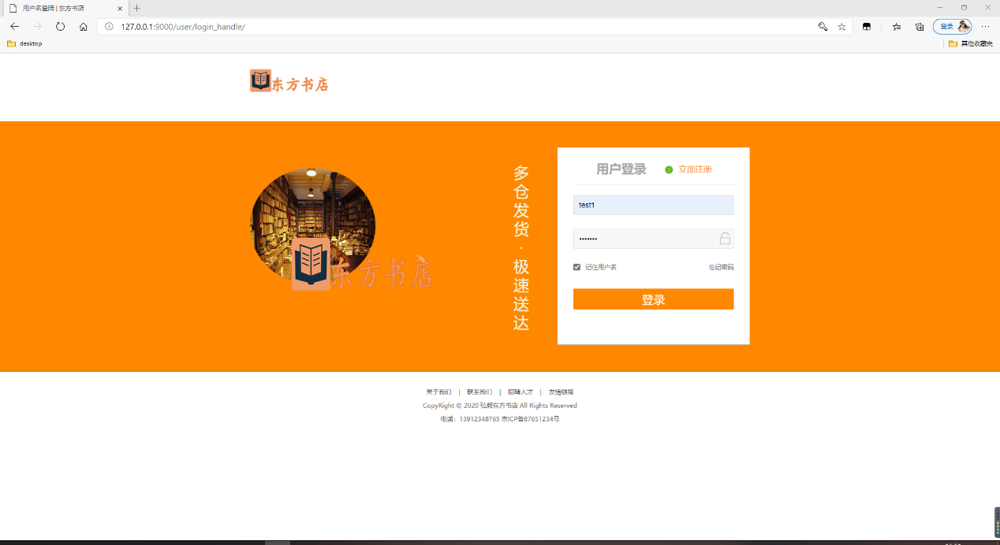 用户名登陆 | 东方书店
127.0.0.1:9000/user/login_handle/
登录
desktop
其他收藏夹
东方书店
多仓发货·极速送达
东方书店
用户登录
立即注册
test1
•••••••
记住用户名
忘记密码
登录
关于我们 | 联系我们 | 招聘人才 | 友情链接
CopyRight © 2020 弘毅东方书店 All Rights Reserved
电话：13912348765 京ICP备87651234号